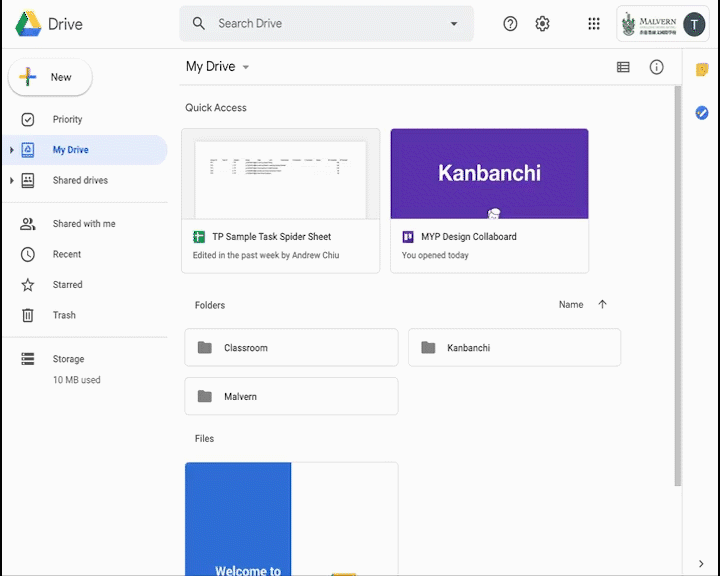 Drive
Search Drive
MALVERN
T
New
My Drive
Priority
My Drive
Shared drives
Shared with me
Recent
Starred
Trash
Storage
10 MB used
Quick Access
TP Sample Task Spider Sheet
Edited in the past week by Andrew Chiu
Kanbanchi
MYP Design Collaboard
You opened today
Folders
Name
Classroom
Kanbanchi
Malvern
Files
Welcome to